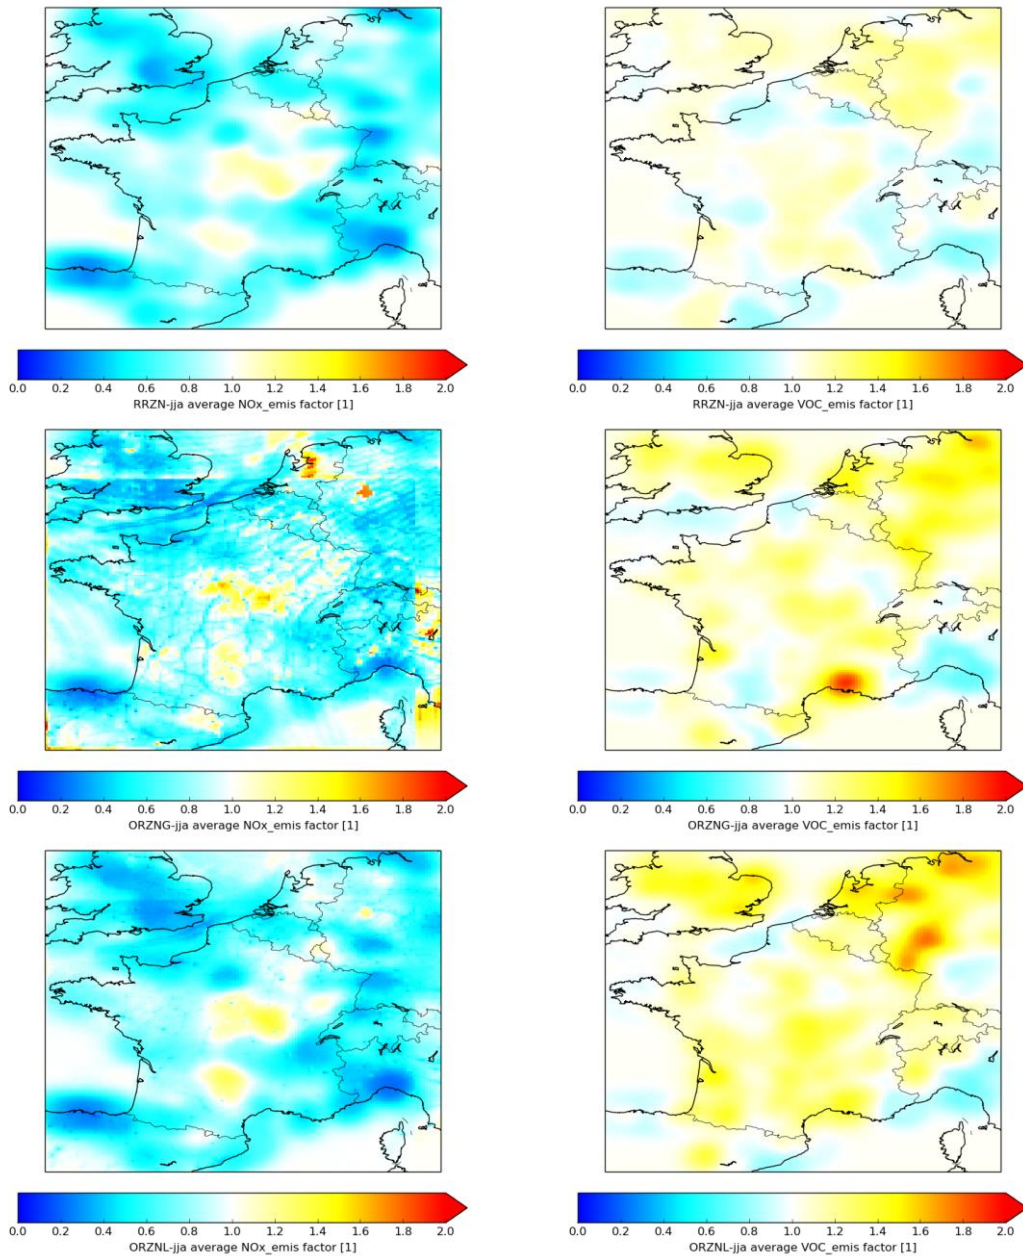 0.0 0.2 0.4 0.6 0.8 1.0 1.2 1.4 1.6 1.8 2.0
RRZN-jja average NOx_emis factor [1]
0.0 0.2 0.4 0.6 0.8 1.0 1.2 1.4 1.6 1.8 2.0
RRZN-jja average VOC_emis factor [1]
0.0 0.2 0.4 0.6 0.8 1.0 1.2 1.4 1.6 1.8 2.0
ORZNG-jja average NOx_emis factor [1]
0.0 0.2 0.4 0.6 0.8 1.0 1.2 1.4 1.6 1.8 2.0
ORZNG-jja average VOC_emis factor [1]
0.0 0.2 0.4 0.6 0.8 1.0 1.2 1.4 1.6 1.8 2.0
ORZNL-jja average NOx_emis factor [1]
0.0 0.2 0.4 0.6 0.8 1.0 1.2 1.4 1.6 1.8 2.0
ORZNL-jja average VOC_emis factor [1]